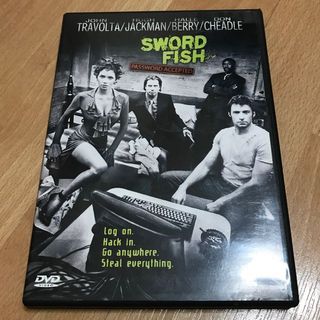 JOHN HUGH HALLE DON
TRAVOLTA/JACKMAN/BERRY/CHEADLE
SWORD
FISH
PASSWORD ACCEPTED
Log on.
Hack in.
Go anywhere.
Steal everything.
DVD
VIDEO